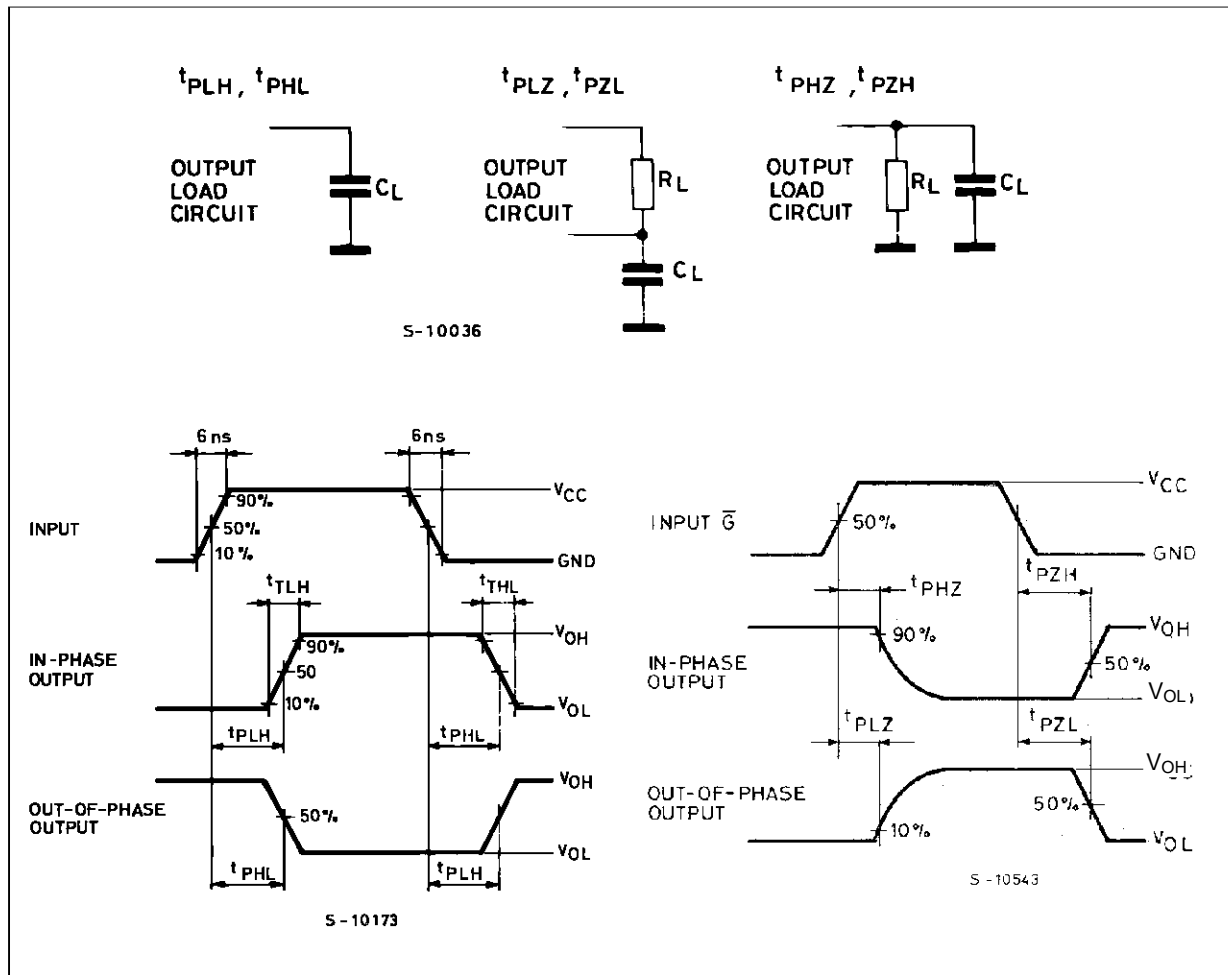 tPLH, tPHL
OUTPUT
LOAD
CIRCUIT
CL
tPLZ, tPZL
OUTPUT
LOAD
CIRCUIT
RL
CL
tPHZ, tPZH
OUTPUT
LOAD
CIRCUIT
RL
CL
S-10036
6ns
6ns
INPUT
90%
50%
10%
VCC
GND
tTLH
tTHL
IN-PHASE
OUTPUT
90%
50
10%
VOH
VOL
tPLH
tPHL
OUT-OF-PHASE
OUTPUT
50%
VOH
VOL
tPHL
tPLH
S-10173
INPUT G̅
50%
VCC
GND
tPHZ
tPZH
IN-PHASE
OUTPUT
90%
50%
VOH
VOL
tPLZ
tPZL
OUT-OF-PHASE
OUTPUT
10%
50%
VOH
VOL
S-10543